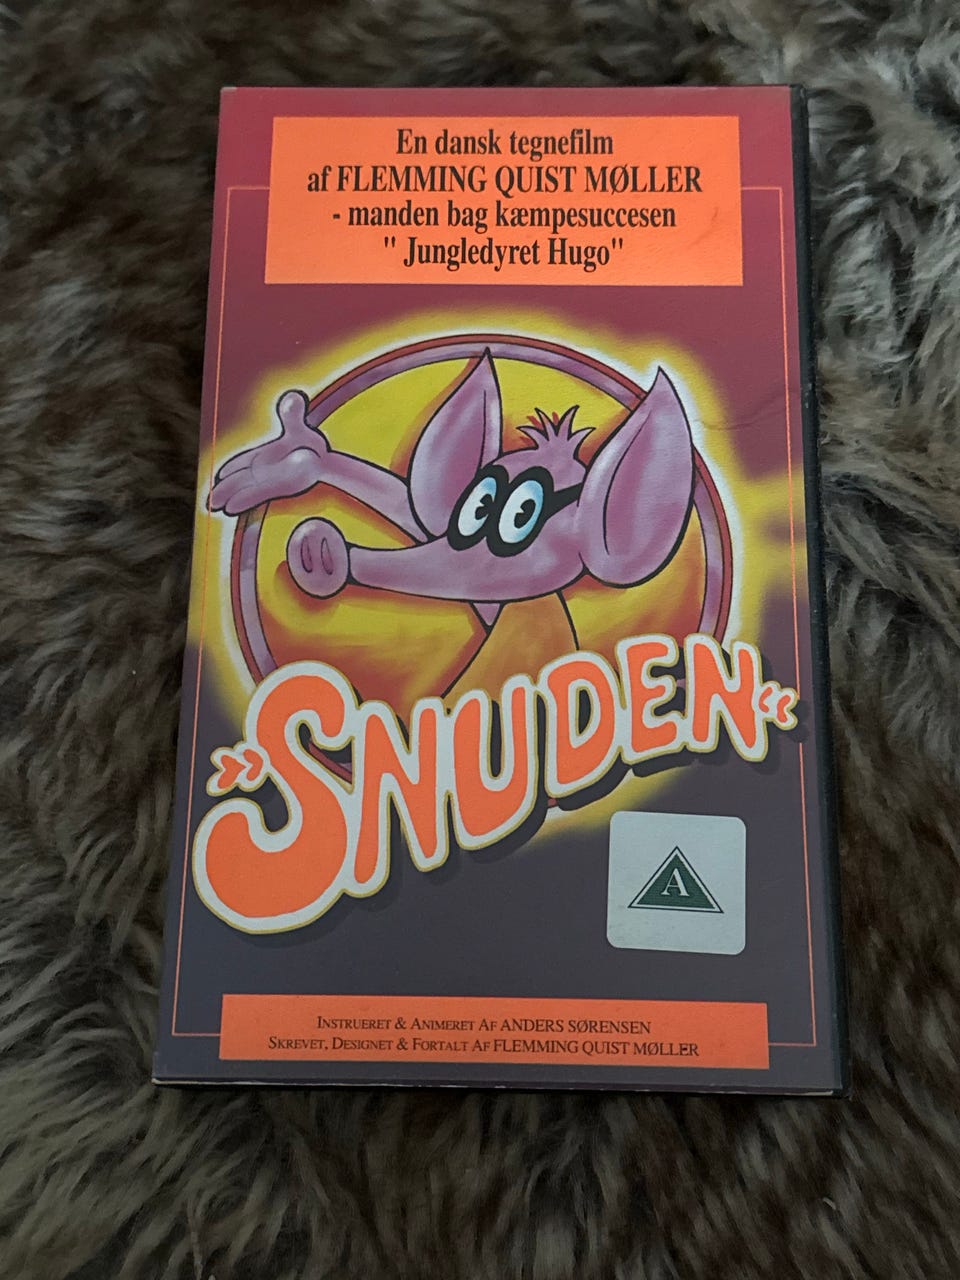 En dansk tegnefilm
af FLEMMING QUIST MØLLER
- manden bag kæmpesuccesen
" Jungledyret Hugo"
»SNUDEN«
A
INSTRUERET & ANIMERET AF ANDERS SØRENSEN
SKREVET, DESIGNET & FORTALT AF FLEMMING QUIST MØLLER